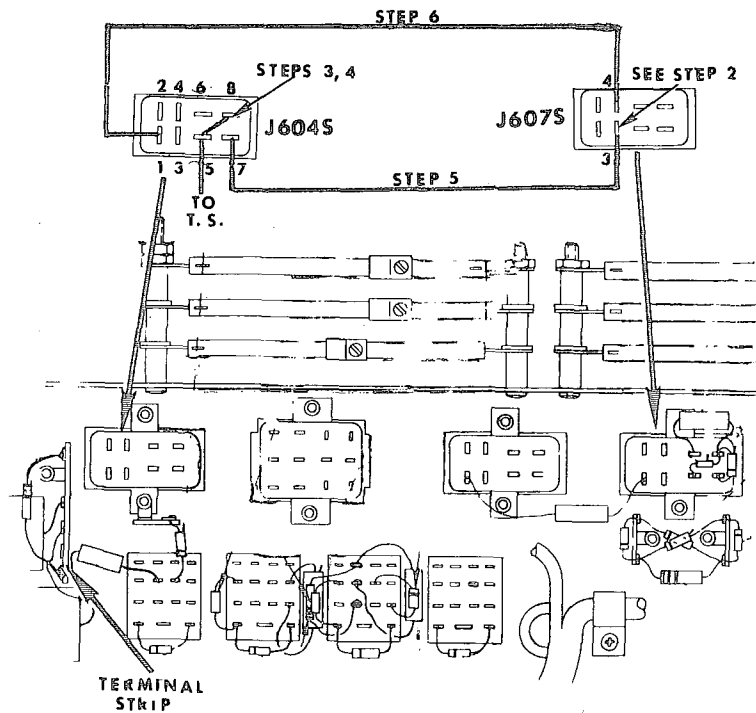 STEP 6
STEPS 3, 4
SEE STEP 2
2 4 6 8
J604S
1 3 5 7
TO
T. S.
4
J607S
3
STEP 5
TERMINAL
STRIP